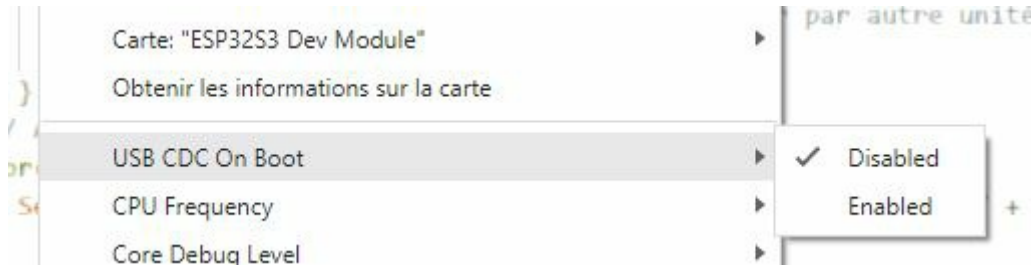 par autre unité
Carte: "ESP32S3 Dev Module"
Obtenir les informations sur la carte
}
USB CDC On Boot
✓ Disabled
CPU Frequency
Enabled
+
Core Debug Level